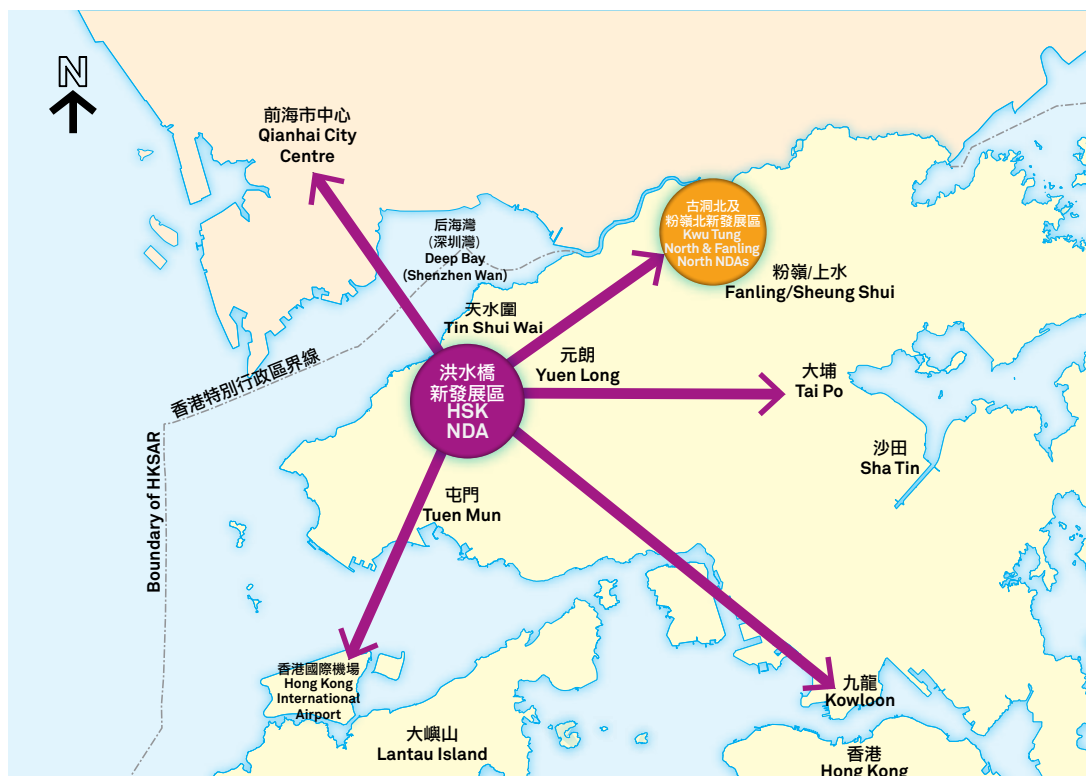 N
前海市中心
Qianhai City
Centre
后海灣
(深圳灣)
Deep Bay
(Shenzhen Wan)
古洞北及
粉嶺北新發展區
Kwu Tung
North & Fanling
North NDAs
粉嶺/上水
Fanling/Sheung Shui
天水圍
Tin Shui Wai
元朗
Yuen Long
香港特別行政區界線
洪水橋
新發展區
HSK
NDA
大埔
Tai Po
沙田
Sha Tin
Boundary of HKSAR
屯門
Tuen Mun
香港國際機場
Hong Kong
International
Airport
九龍
Kowloon
大嶼山
Lantau Island
香港
Hong Kong